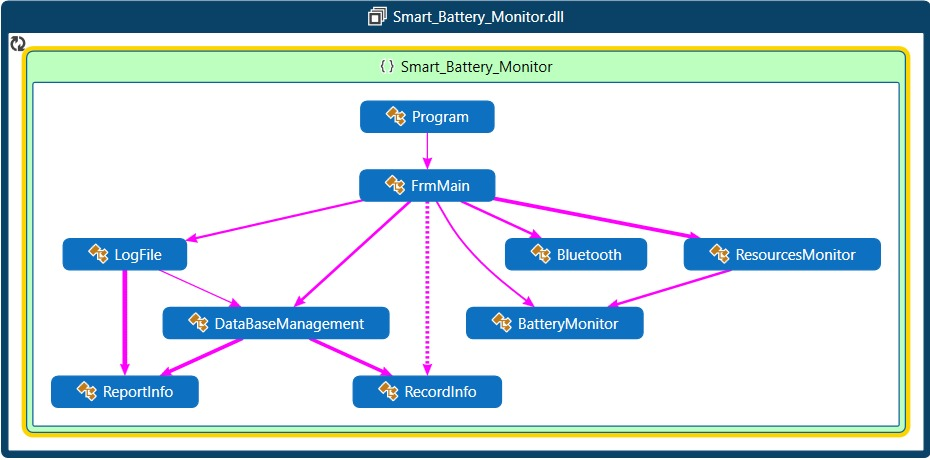 Smart_Battery_Monitor.dll
{} Smart_Battery_Monitor
Program
FrmMain
LogFile
Bluetooth
ResourcesMonitor
DataBaseManagement
BatteryMonitor
ReportInfo
RecordInfo